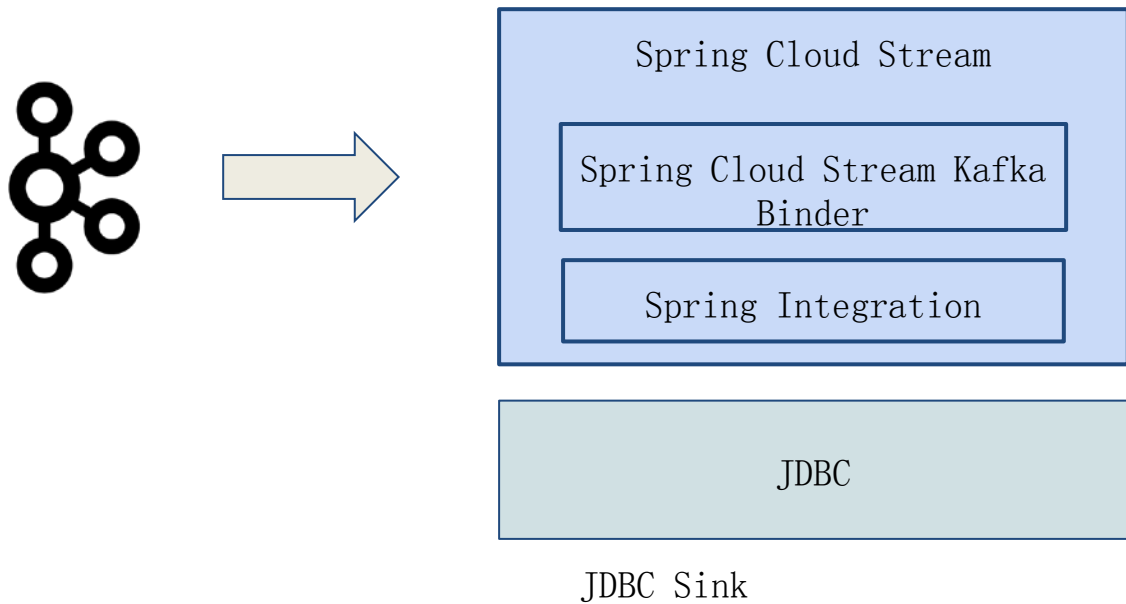 Spring Cloud Stream
Spring Cloud Stream Kafka
Binder
Spring Integration
JDBC
JDBC Sink